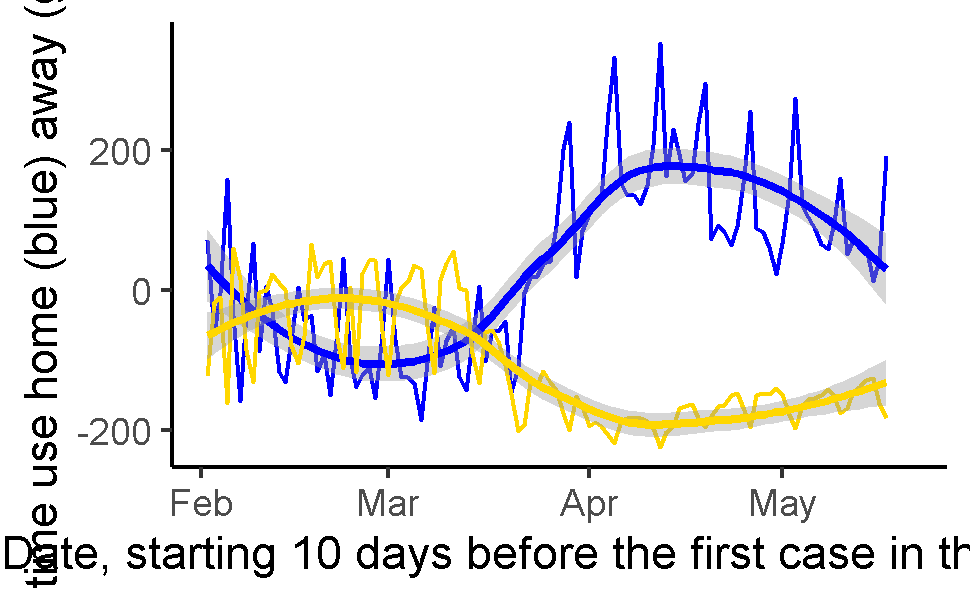 time use home (blue) away (
200
0
-200
Feb Mar Apr May
Date, starting 10 days before the first case in th